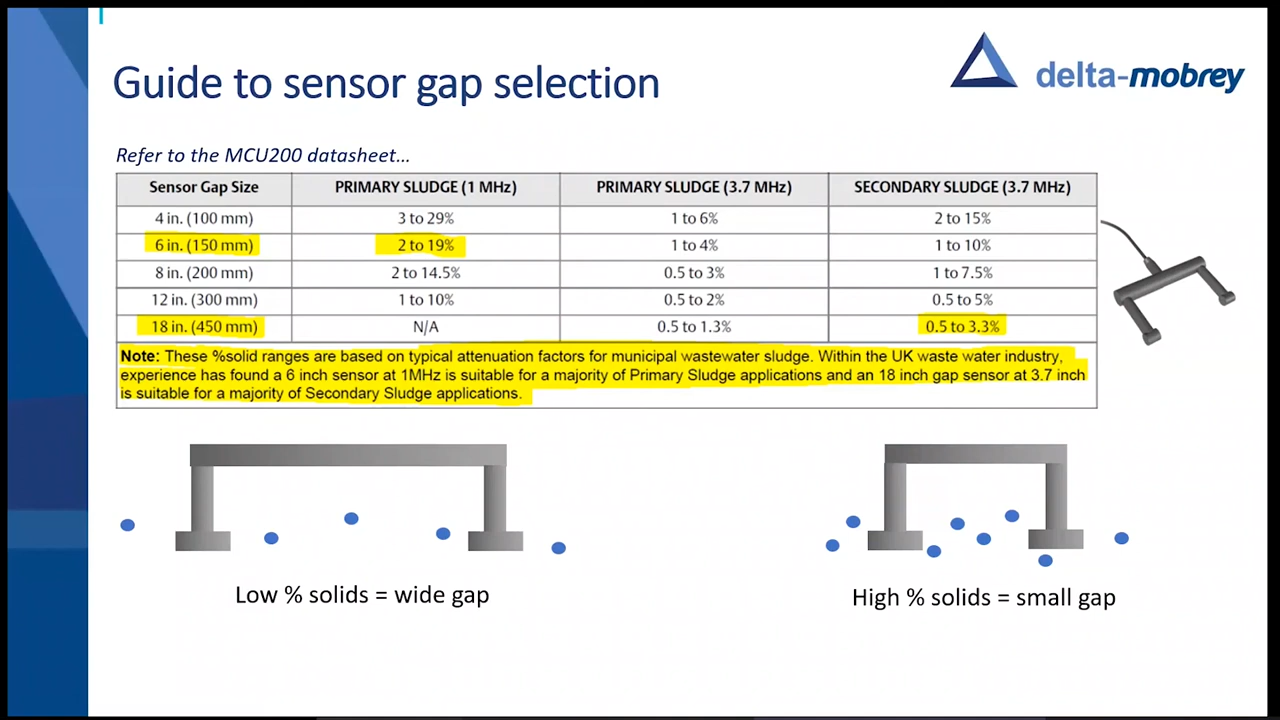 Guide to sensor gap selection
delta-mobrey
Refer to the MCU200 datasheet...
Sensor Gap Size PRIMARY SLUDGE (1 MHz) PRIMARY SLUDGE (3.7 MHz) SECONDARY SLUDGE (3.7 MHz)
4 in. (100 mm) 3 to 29% 1 to 6% 2 to 15%
6 in. (150 mm) 2 to 19% 1 to 4% 1 to 10%
8 in. (200 mm) 2 to 14.5% 0.5 to 3% 1 to 7.5%
12 in. (300 mm) 1 to 10% 0.5 to 2% 0.5 to 5%
18 in. (450 mm) N/A 0.5 to 1.3% 0.5 to 3.3%
Note: These %solid ranges are based on typical attenuation factors for municipal wastewater sludge. Within the UK waste water industry,
experience has found a 6 inch sensor at 1MHz is suitable for a majority of Primary Sludge applications and an 18 inch gap sensor at 3.7 inch
is suitable for a majority of Secondary Sludge applications.
Low % solids = wide gap
High % solids = small gap